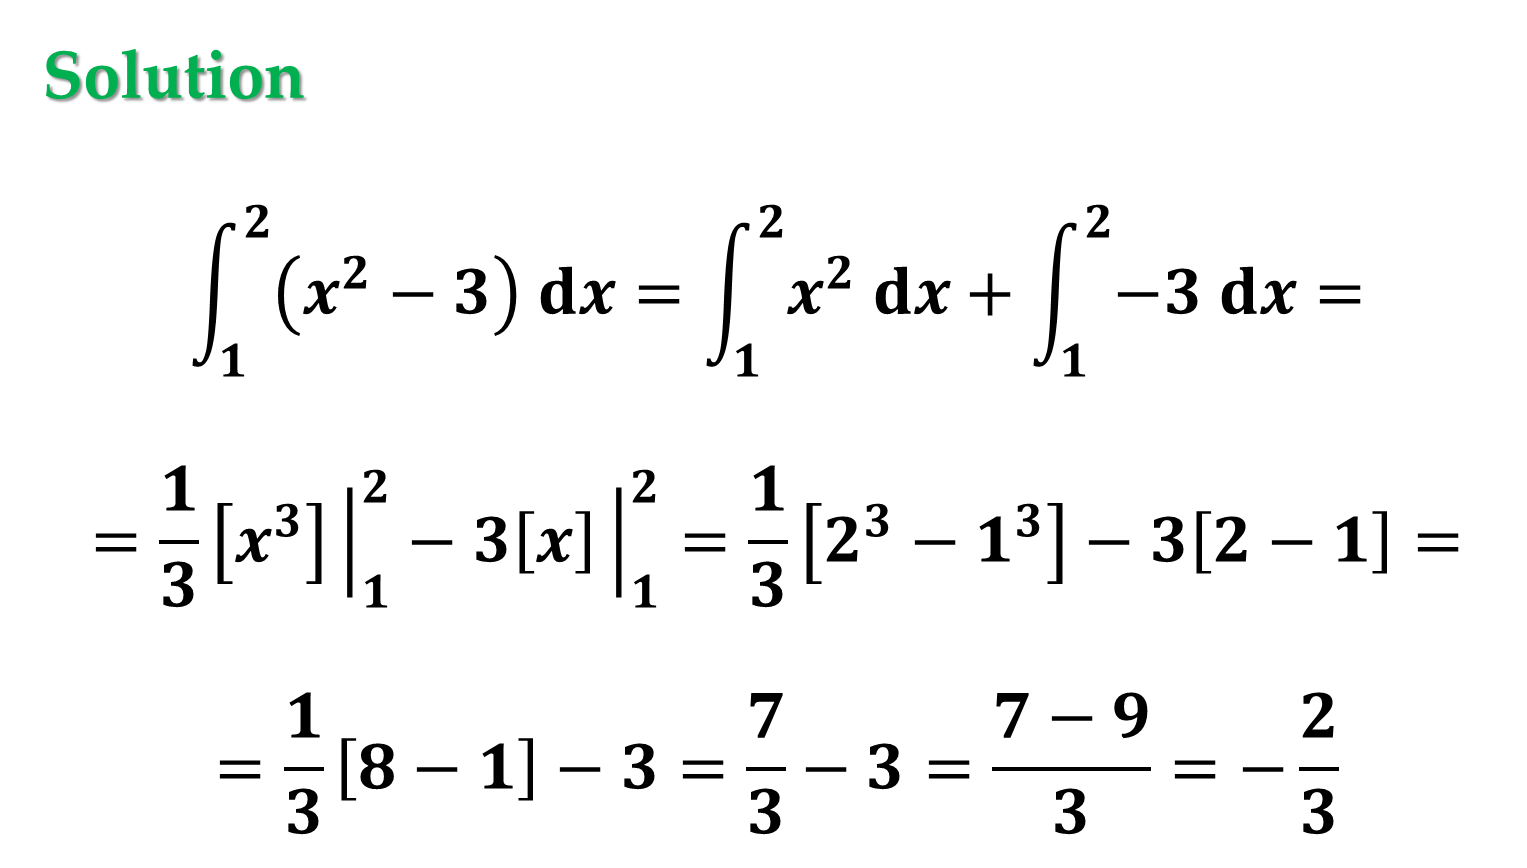 Solution
∫₁² (x² − 3) dx = ∫₁² x² dx + ∫₁² −3 dx =
= 1/3 [x³] |₁² − 3[x] |₁² = 1/3 [2³ − 1³] − 3[2 − 1] =
= 1/3 [8 − 1] − 3 = 7/3 − 3 = (7 − 9)/3 = − 2/3